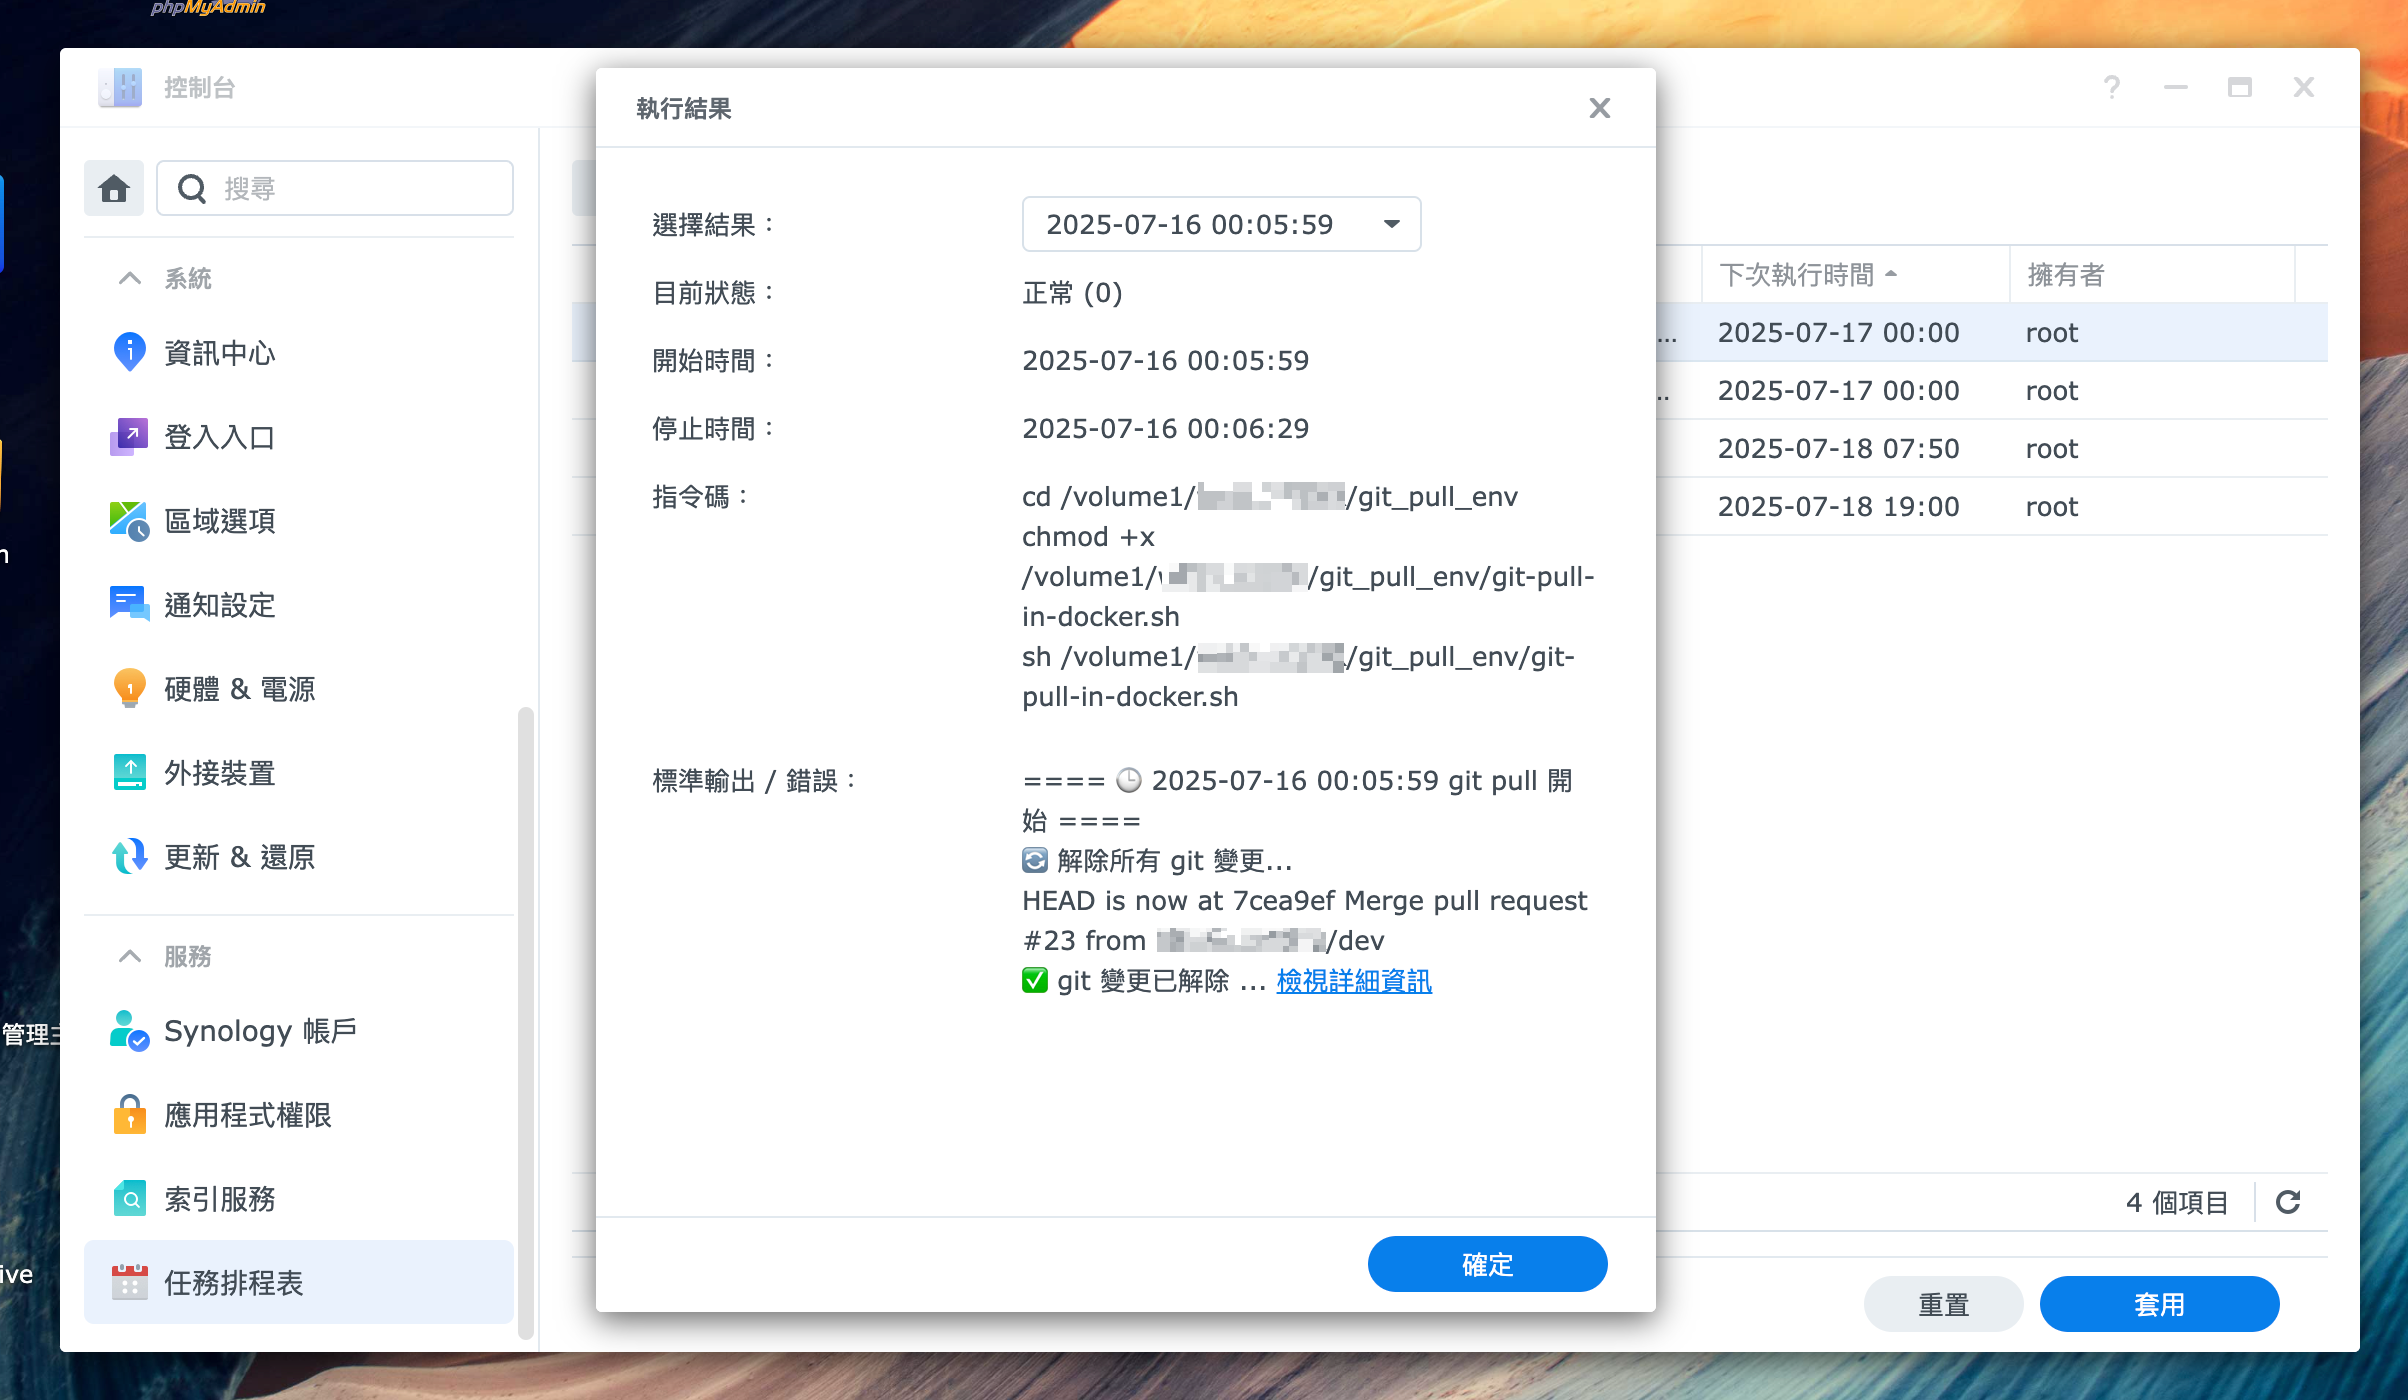 phpMyAdmin
控制台
搜尋
系統
資訊中心
登入入口
區域選項
通知設定
硬體 & 電源
外接裝置
更新 & 還原
服務
Synology 帳戶
應用程式權限
索引服務
任務排程表
管理
ive
執行結果
選擇結果：
2025-07-16 00:05:59
目前狀態：
正常 (0)
開始時間：
2025-07-16 00:05:59
停止時間：
2025-07-16 00:06:29
指令碼：
cd /volume1/ /git_pull_env
chmod +x
/volume1/ /git_pull_env/git-pull-
in-docker.sh
sh /volume1/ /git_pull_env/git-
pull-in-docker.sh
標準輸出 / 錯誤：
==== 🕒 2025-07-16 00:05:59 git pull 開
始 ====
🔄 解除所有 git 變更...
HEAD is now at 7cea9ef Merge pull request
#23 from /dev
✅ git 變更已解除 ... 檢視詳細資訊
確定
下次執行時間
擁有者
... 2025-07-17 00:00 root
.. 2025-07-17 00:00 root
2025-07-18 07:50 root
2025-07-18 19:00 root
4 個項目
重置
套用